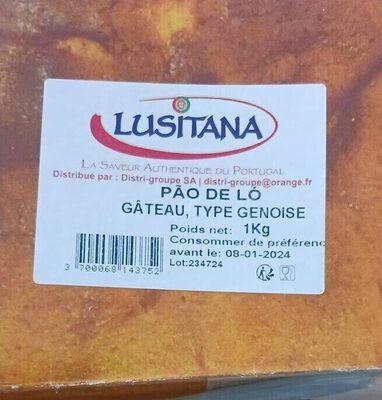 LUSITANA
LA SAVEUR AUTHENTIQUE DU PORTUGAL
Distribué par : Distri-groupe SA | distri-groupe@orange.fr
PÃO DE LÔ
GÂTEAU, TYPE GENOISE
Poids net: 1Kg
Consommer de préférenc
avant le: 08-01-2024
Lot:234724
3 700068 143752